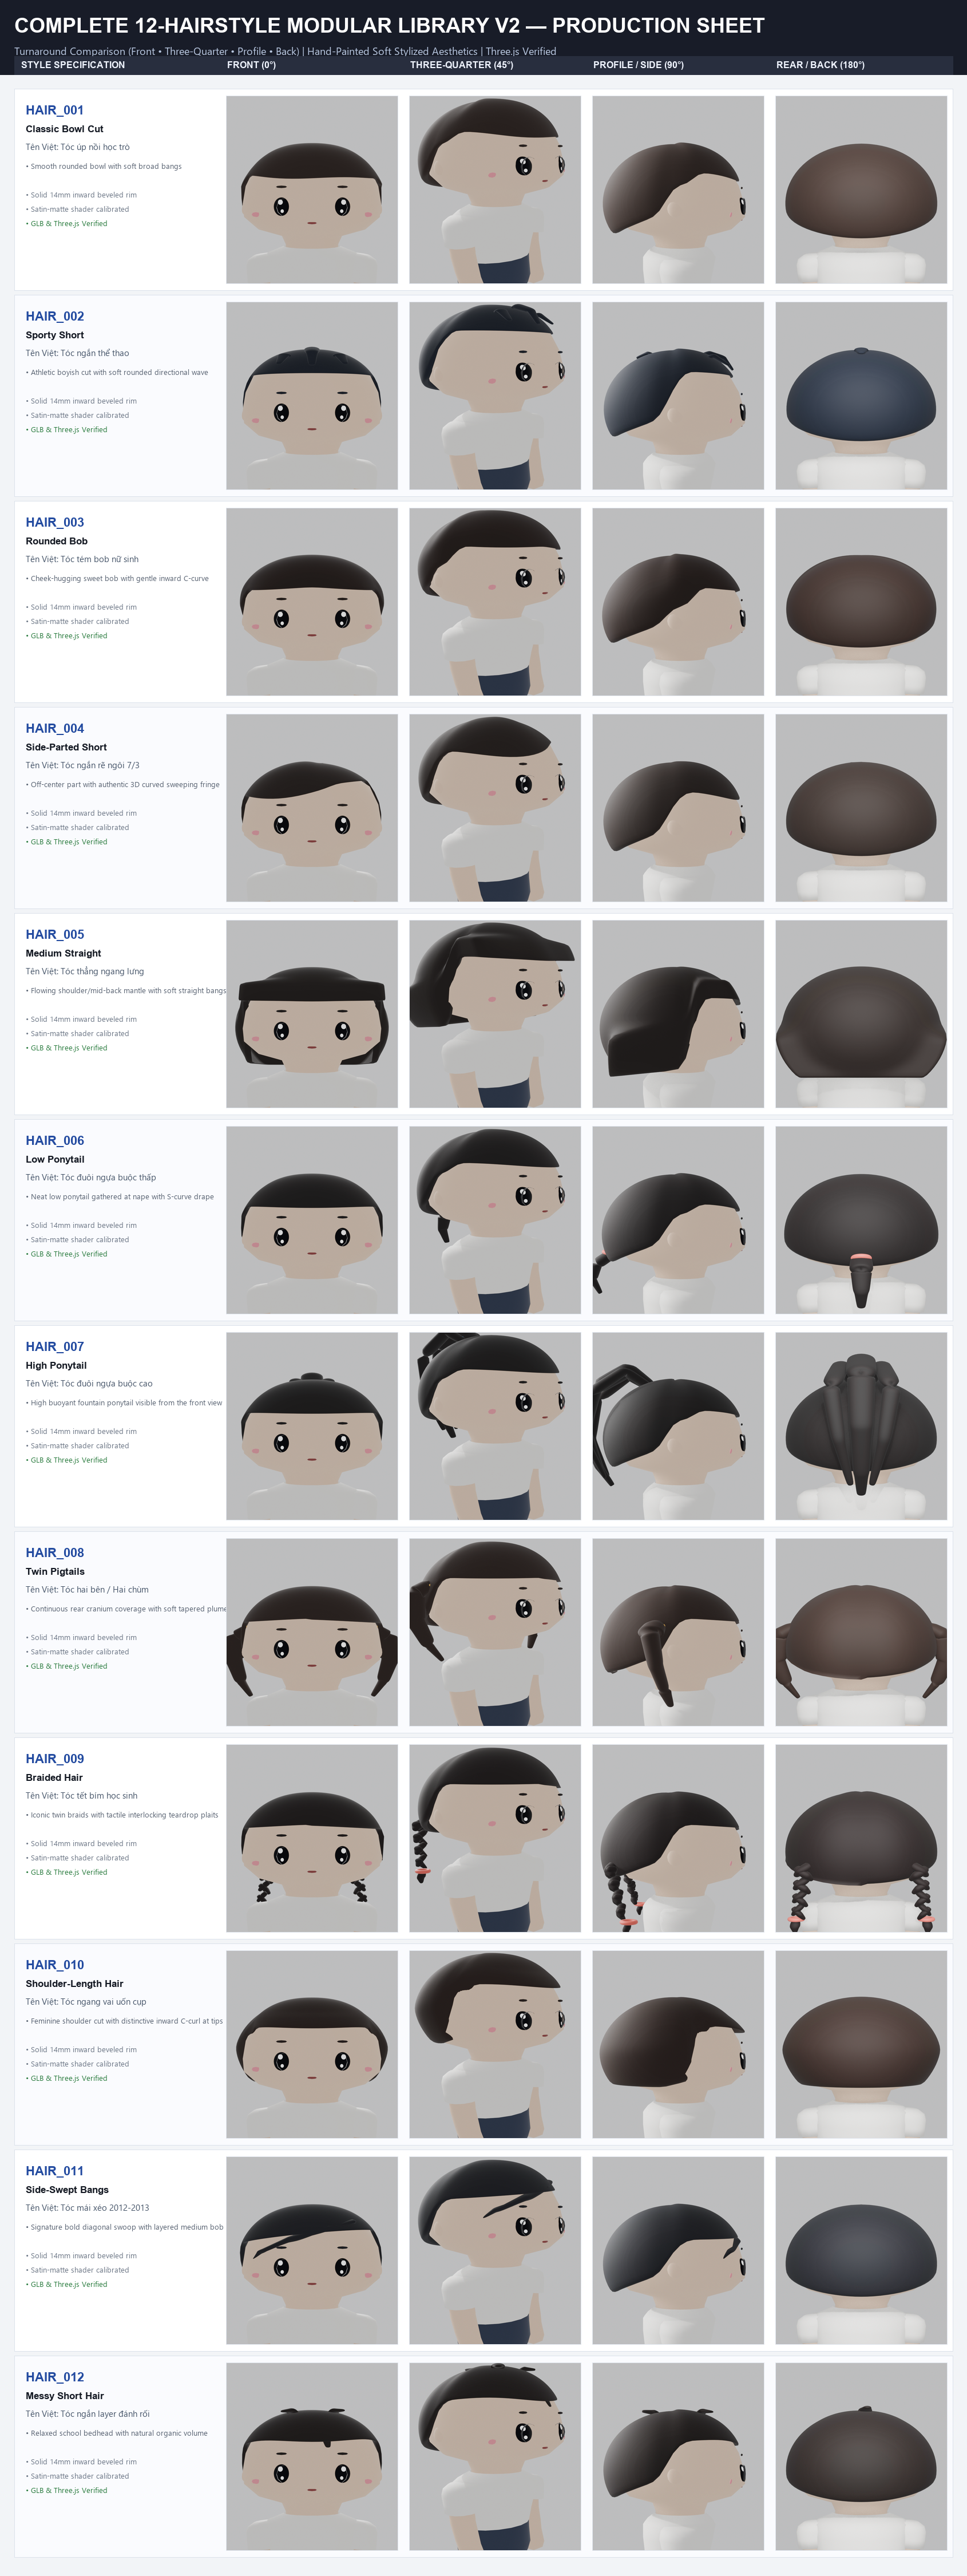 COMPLETE 12-HAIRSTYLE MODULAR LIBRARY V2 — PRODUCTION SHEET
Turnaround Comparison (Front • Three-Quarter • Profile • Back) | Hand-Painted Soft Stylized Aesthetics | Three.js Verified
STYLE SPECIFICATION FRONT (0°) THREE-QUARTER (45°) PROFILE / SIDE (90°) REAR / BACK (180°)
HAIR_001
Classic Bowl Cut
Tên Việt: Tóc úp nồi học trò
• Smooth rounded bowl with soft broad bangs
• Solid 14mm inward beveled rim
• Satin-matte shader calibrated
• GLB & Three.js Verified
HAIR_002
Sporty Short
Tên Việt: Tóc ngắn thể thao
• Athletic boyish cut with soft rounded directional wave
• Solid 14mm inward beveled rim
• Satin-matte shader calibrated
• GLB & Three.js Verified
HAIR_003
Rounded Bob
Tên Việt: Tóc tém bob nữ sinh
• Cheek-hugging sweet bob with gentle inward C-curve
• Solid 14mm inward beveled rim
• Satin-matte shader calibrated
• GLB & Three.js Verified
HAIR_004
Side-Parted Short
Tên Việt: Tóc ngắn rẽ ngôi 7/3
• Off-center part with authentic 3D curved sweeping fringe
• Solid 14mm inward beveled rim
• Satin-matte shader calibrated
• GLB & Three.js Verified
HAIR_005
Medium Straight
Tên Việt: Tóc thẳng ngang lưng
• Flowing shoulder/mid-back mantle with soft straight bangs
• Solid 14mm inward beveled rim
• Satin-matte shader calibrated
• GLB & Three.js Verified
HAIR_006
Low Ponytail
Tên Việt: Tóc đuôi ngựa buộc thấp
• Neat low ponytail gathered at nape with S-curve drape
• Solid 14mm inward beveled rim
• Satin-matte shader calibrated
• GLB & Three.js Verified
HAIR_007
High Ponytail
Tên Việt: Tóc đuôi ngựa buộc cao
• High buoyant fountain ponytail visible from the front view
• Solid 14mm inward beveled rim
• Satin-matte shader calibrated
• GLB & Three.js Verified
HAIR_008
Twin Pigtails
Tên Việt: Tóc hai bên / Hai chùm
• Continuous rear cranium coverage with soft tapered plume
• Solid 14mm inward beveled rim
• Satin-matte shader calibrated
• GLB & Three.js Verified
HAIR_009
Braided Hair
Tên Việt: Tóc tết bím học sinh
• Iconic twin braids with tactile interlocking teardrop plaits
• Solid 14mm inward beveled rim
• Satin-matte shader calibrated
• GLB & Three.js Verified
HAIR_010
Shoulder-Length Hair
Tên Việt: Tóc ngang vai uốn cụp
• Feminine shoulder cut with distinctive inward C-curl at tips
• Solid 14mm inward beveled rim
• Satin-matte shader calibrated
• GLB & Three.js Verified
HAIR_011
Side-Swept Bangs
Tên Việt: Tóc mái xéo 2012-2013
• Signature bold diagonal swoop with layered medium bob
• Solid 14mm inward beveled rim
• Satin-matte shader calibrated
• GLB & Three.js Verified
HAIR_012
Messy Short Hair
Tên Việt: Tóc ngắn layer đánh rối
• Relaxed school bedhead with natural organic volume
• Solid 14mm inward beveled rim
• Satin-matte shader calibrated
• GLB & Three.js Verified